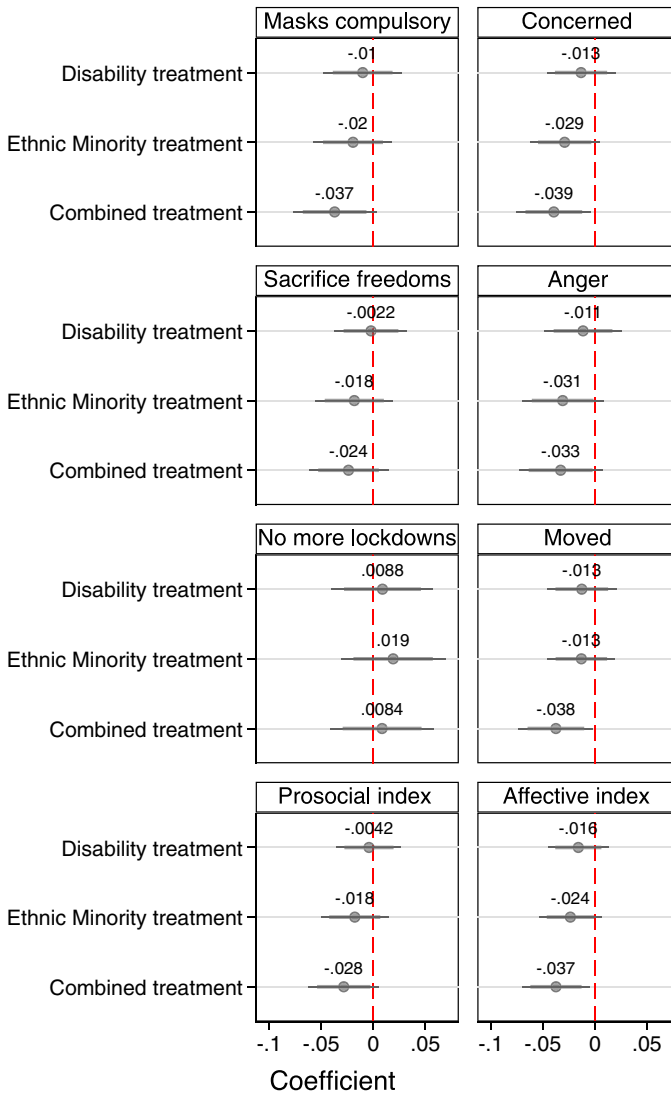 Masks compulsory Concerned
Disability treatment -.01 -.013
Ethnic Minority treatment -.02 -.029
Combined treatment -.037 -.039
Sacrifice freedoms Anger
Disability treatment -.0022 -.011
Ethnic Minority treatment -.018 -.031
Combined treatment -.024 -.033
No more lockdowns Moved
Disability treatment .0088 -.013
Ethnic Minority treatment .019 -.013
Combined treatment .0084 -.038
Prosocial index Affective index
Disability treatment -.0042 -.016
Ethnic Minority treatment -.018 -.024
Combined treatment -.028 -.037
-.1 -.05 0 .05 -.1 -.05 0 .05
Coefficient